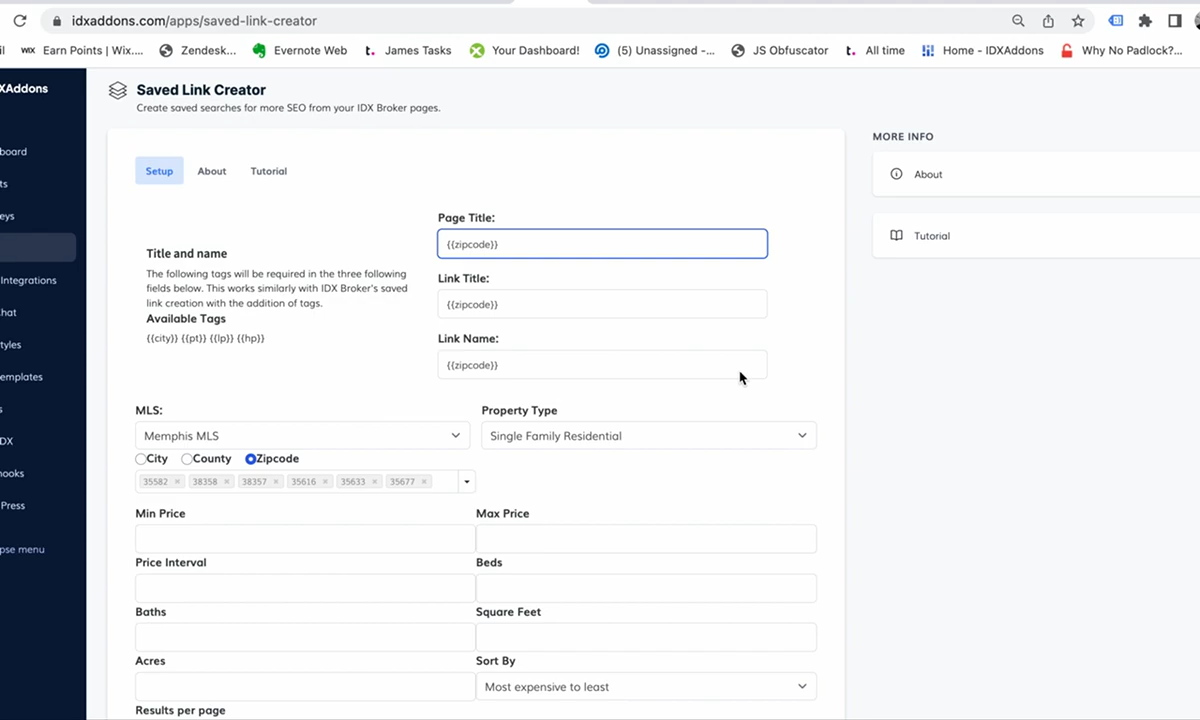 idxaddons.com/apps/saved-link-creator
il WIX Earn Points | Wix.... Zendesk... Evernote Web t. James Tasks Your Dashboard! (5) Unassigned -... JS Obfuscator t. All time Home - IDXAddons Why No Padlock?...
XAddons
board
ts
eys
Integrations
hat
tyles
emplates
s
DX
hooks
Press
pse menu
Saved Link Creator
Create saved searches for more SEO from your IDX Broker pages.
Setup About Tutorial
Title and name
The following tags will be required in the three following
fields below. This works similarly with IDX Broker's saved
link creation with the addition of tags.
Available Tags
{{city}} {{pt}} {{lp}} {{hp}}
Page Title:
{{zipcode}}
Link Title:
{{zipcode}}
Link Name:
{{zipcode}}
MLS: Property Type
Memphis MLS Single Family Residential
City County Zipcode
35582 × 38358 × 38357 × 35616 × 35633 × 35677 ×
Min Price Max Price
Price Interval Beds
Baths Square Feet
Acres Sort By
Most expensive to least
Results per page
MORE INFO
About
Tutorial